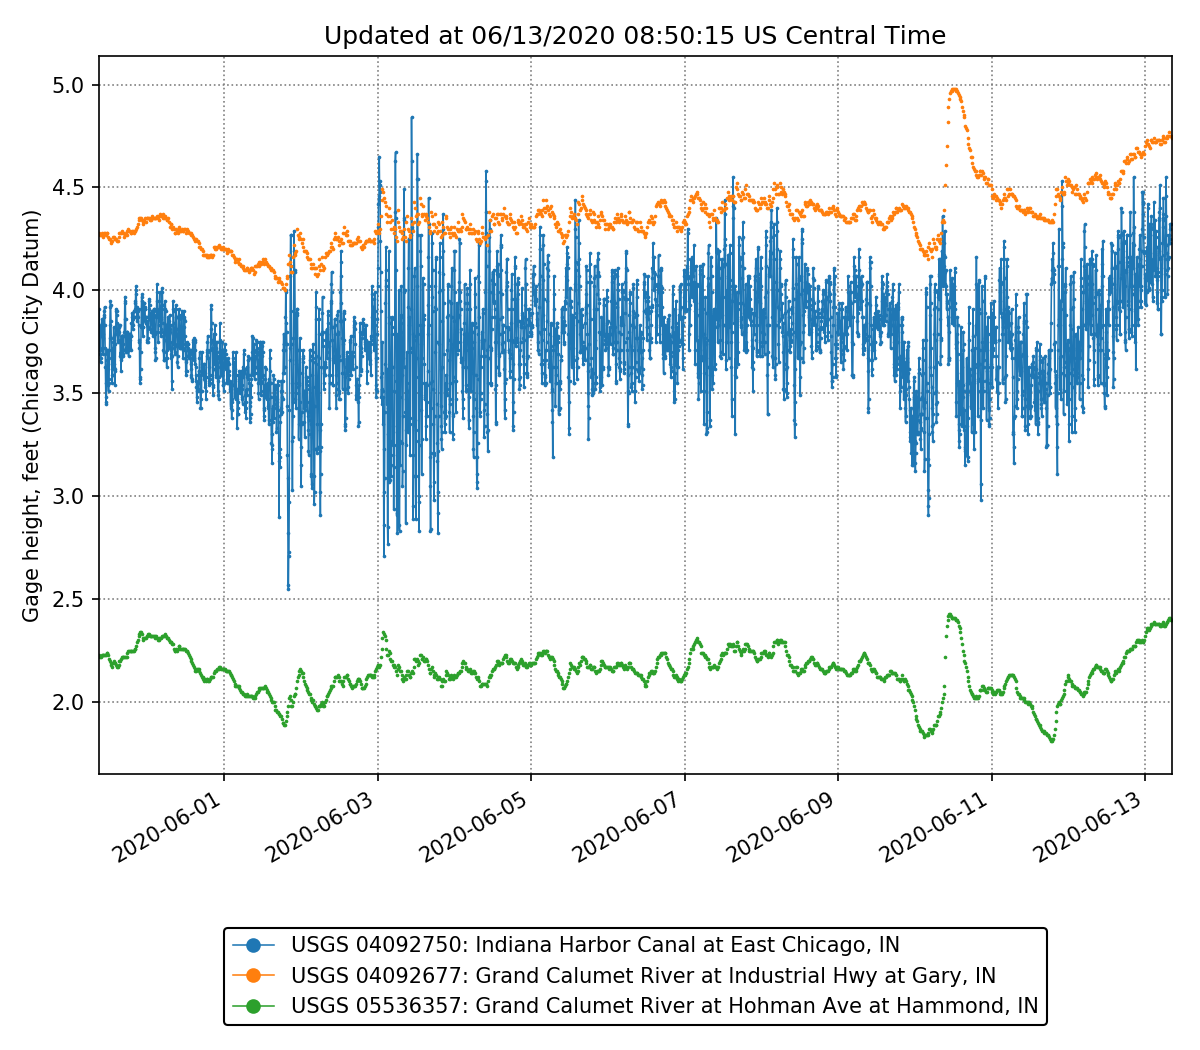 Updated at 06/13/2020 08:50:15 US Central Time
Gage height, feet (Chicago City Datum)
5.0
4.5
4.0
3.5
3.0
2.5
2.0
2020-06-01
2020-06-03
2020-06-05
2020-06-07
2020-06-09
2020-06-11
2020-06-13
USGS 04092750: Indiana Harbor Canal at East Chicago, IN
USGS 04092677: Grand Calumet River at Industrial Hwy at Gary, IN
USGS 05536357: Grand Calumet River at Hohman Ave at Hammond, IN